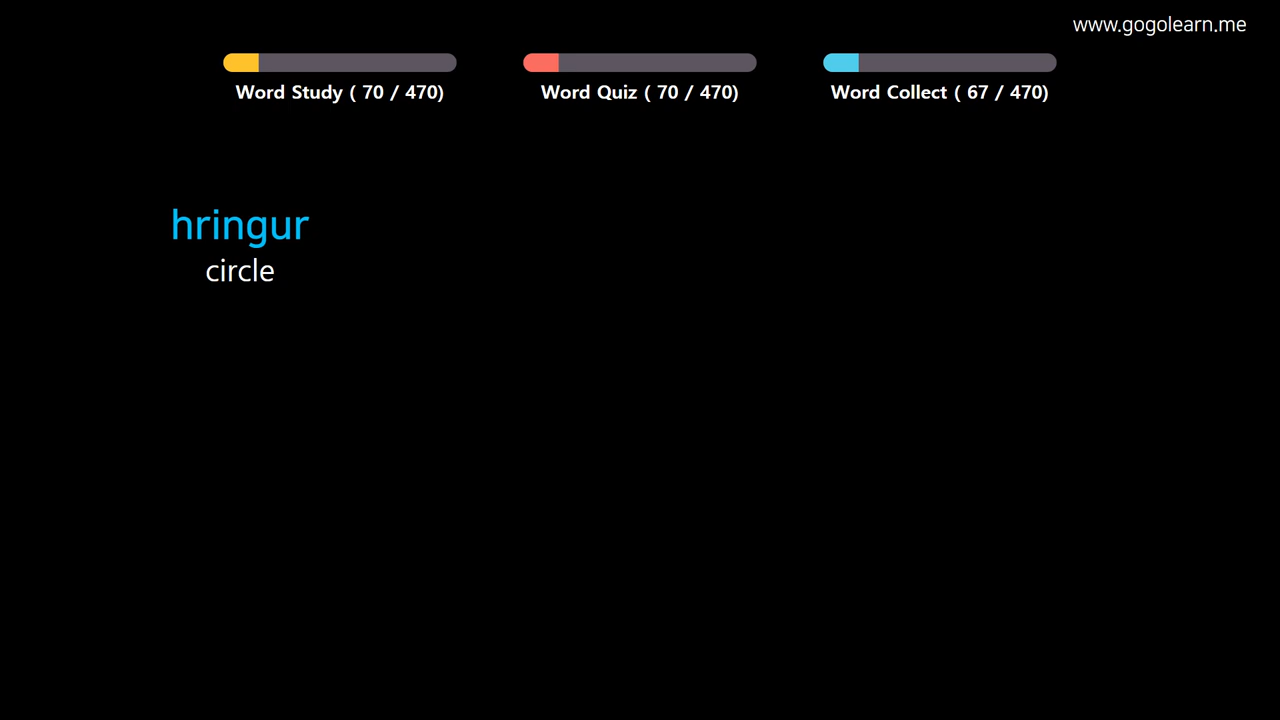 www.gogolearn.me
Word Study ( 70 / 470)
Word Quiz ( 70 / 470)
Word Collect ( 67 / 470)
hringur
circle